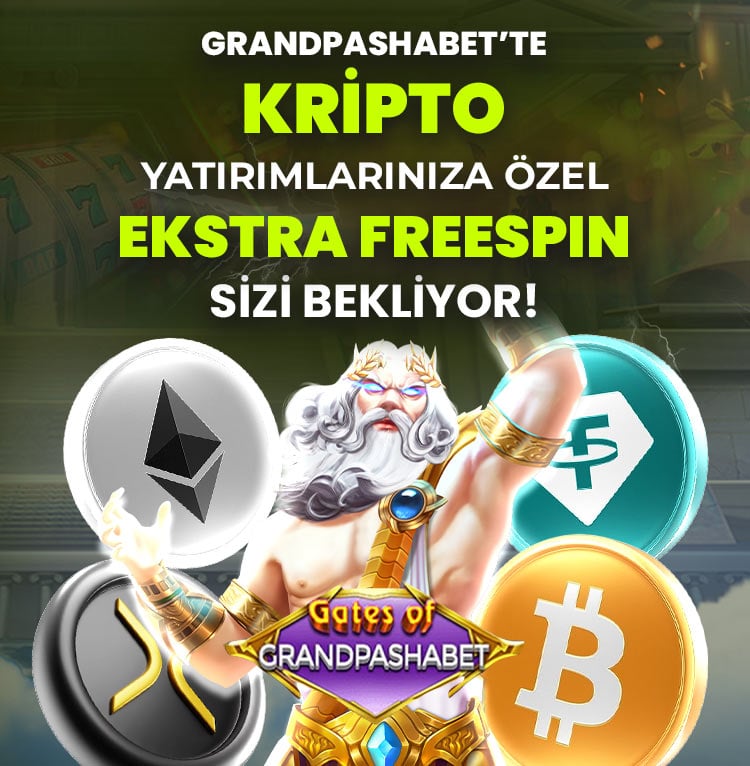 GRANDPASHABET'TE
KRİPTO
YATIRIMLARINIZA ÖZEL
EKSTRA FREESPIN
SİZİ BEKLİYOR!
Gates of
GRANDPASHABET